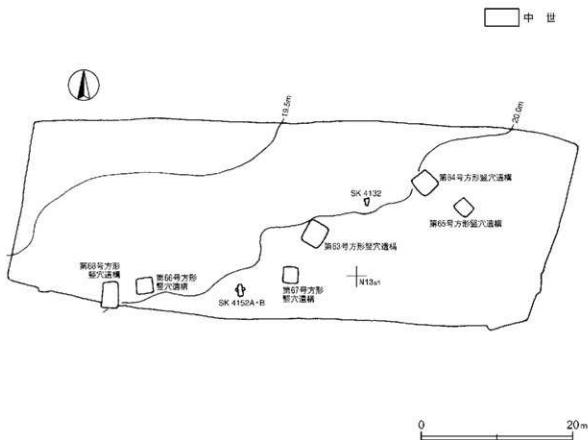 中 世
19.5m
20.0m
第64号方形竪穴遺構
SK 4132
第65号方形竪穴遺構
第63号方形竪穴遺構
第68号方形
竪穴遺構
第66号方形
竪穴遺構
N13a1
第67号方形
竪穴遺構
SK 4152A・B
0
20m